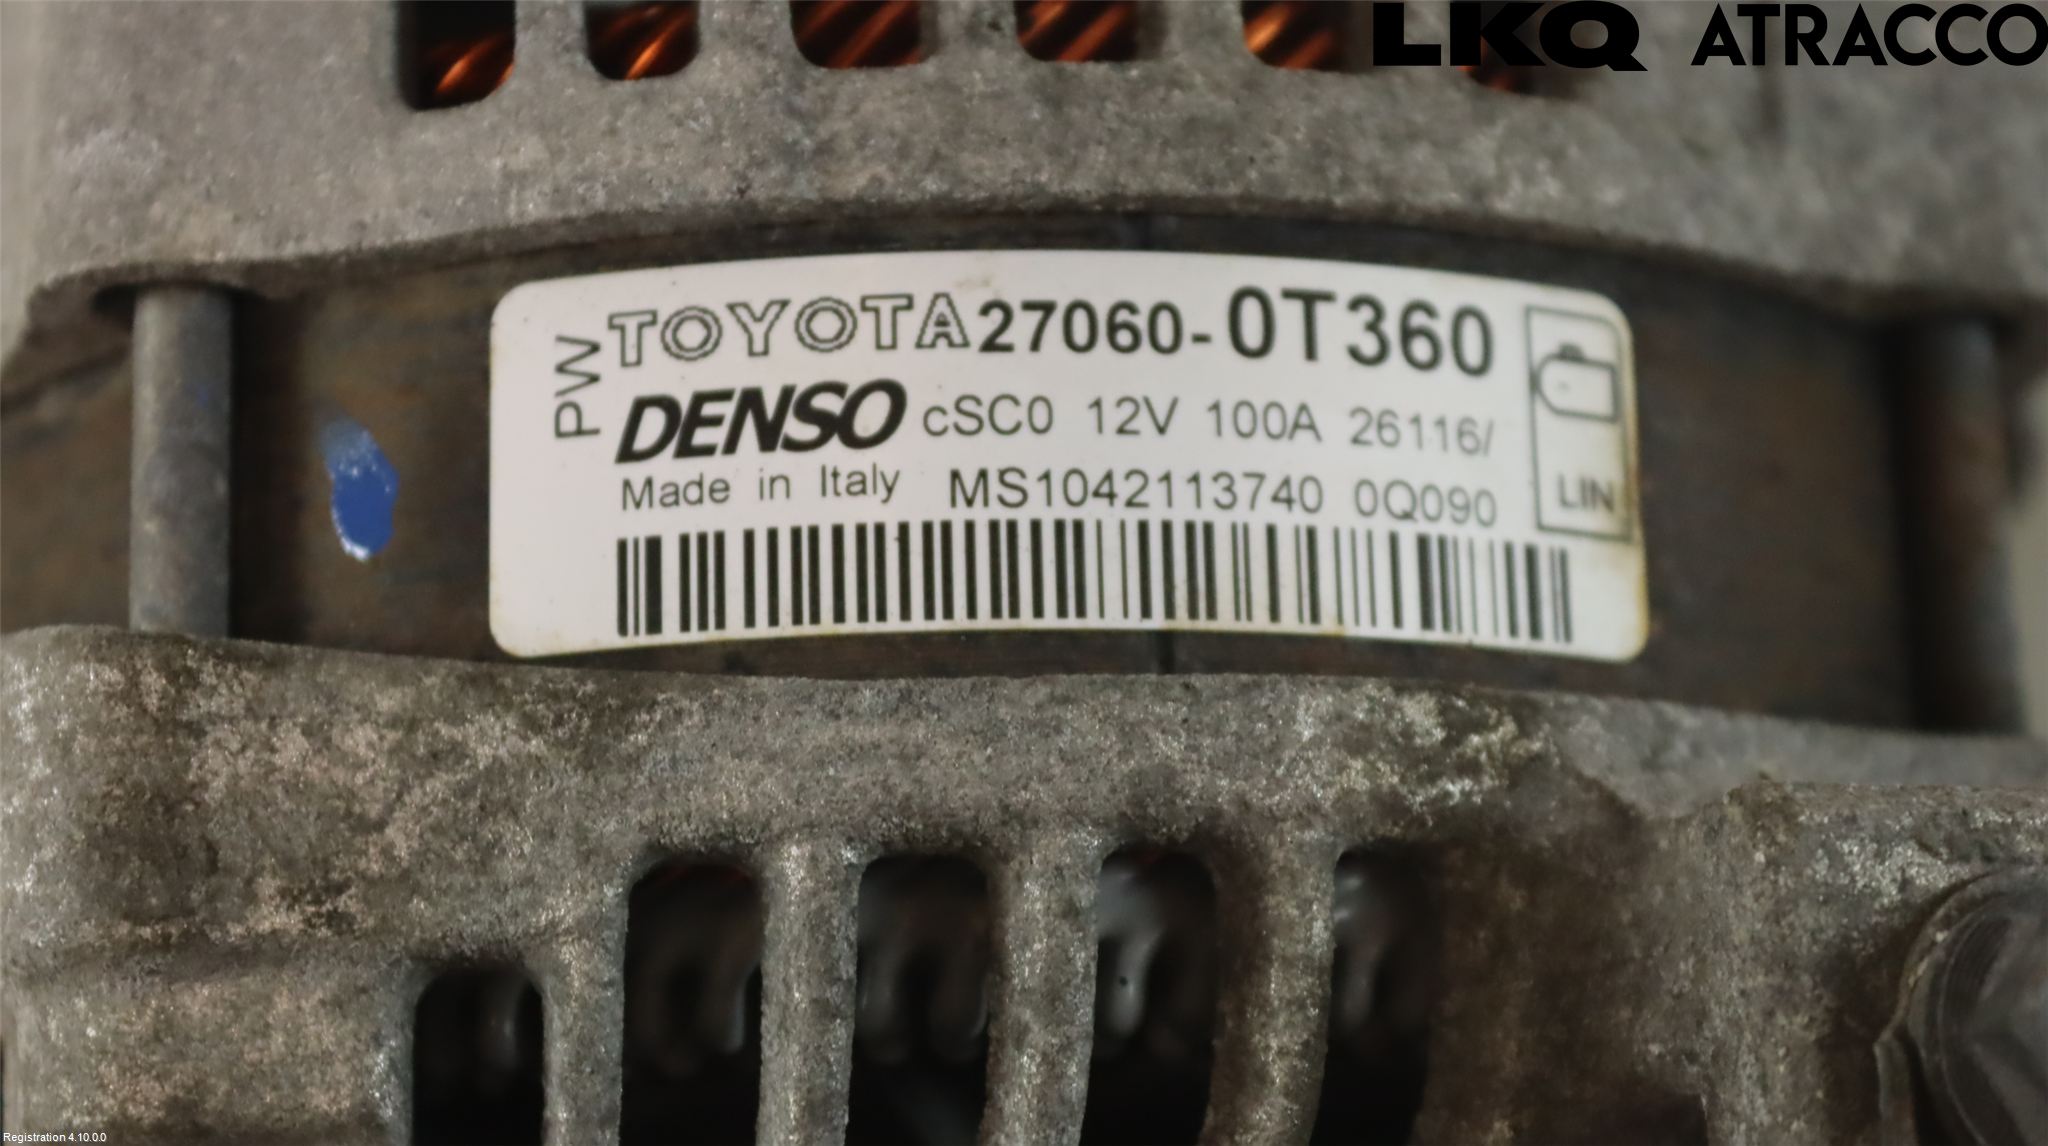 LKQ ATRACCO
PW
TOYOTA 27060-0T360
DENSO cSC0 12V 100A 26116/
Made in Italy MS1042113740 0Q090
LIN
Registration 4.10.0.0